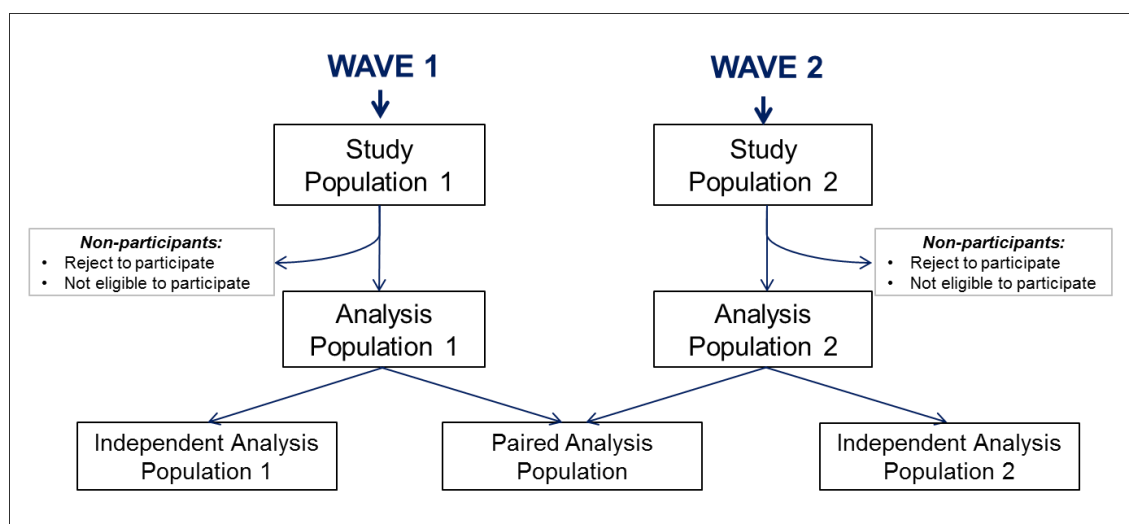 WAVE 1
WAVE 2
Study
Population 1
Study
Population 2
Non-participants:
• Reject to participate
• Not eligible to participate
Non-participants:
• Reject to participate
• Not eligible to participate
Analysis
Population 1
Analysis
Population 2
Independent Analysis
Population 1
Paired Analysis
Population
Independent Analysis
Population 2